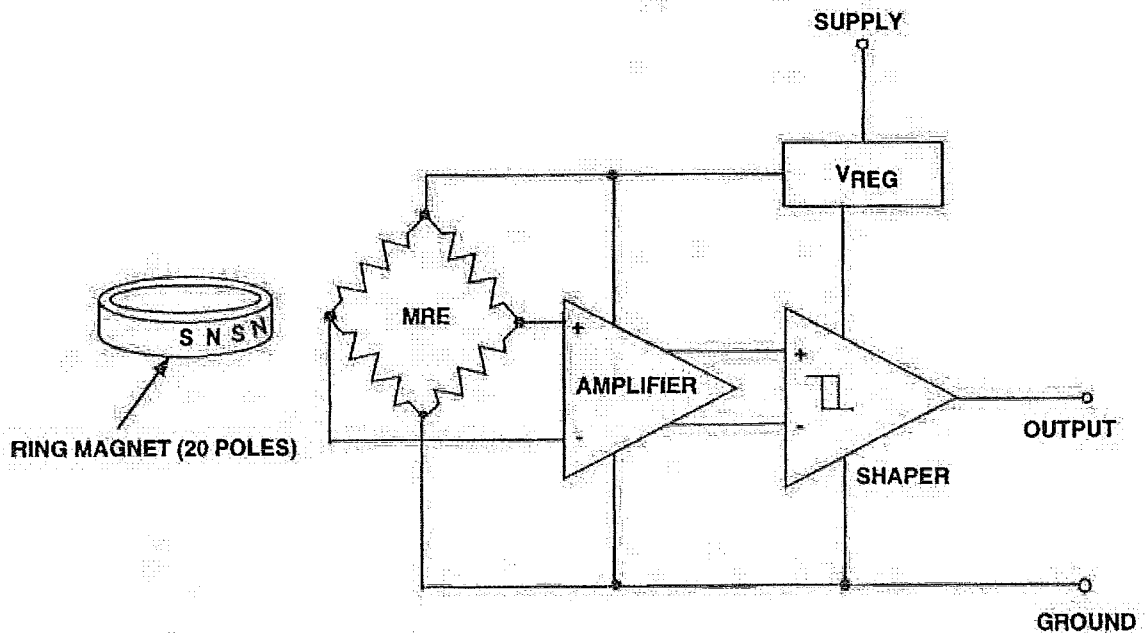 SUPPLY
VREG
MRE
S N S N
+
-
AMPLIFIER
+
-
SHAPER
OUTPUT
RING MAGNET (20 POLES)
GROUND